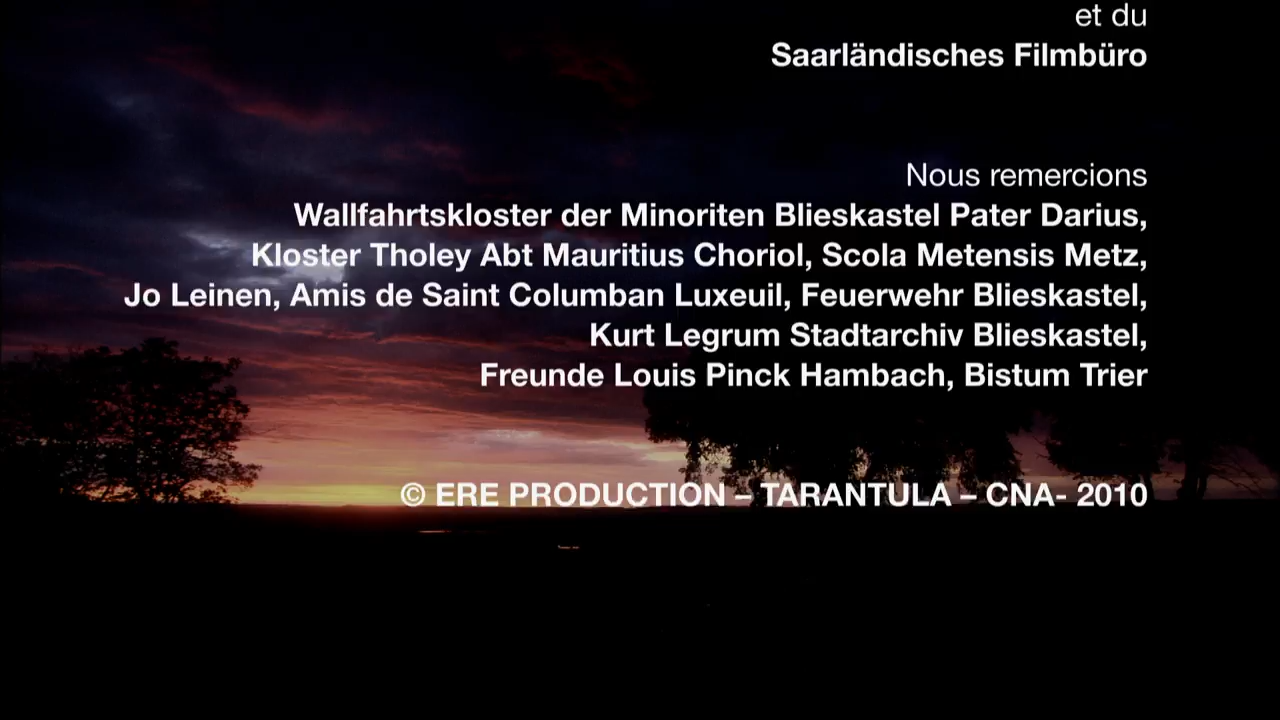 et du
Saarländisches Filmbüro
Nous remercions
Wallfahrtskloster der Minoriten Blieskastel Pater Darius,
Kloster Tholey Abt Mauritius Choriol, Scola Metensis Metz,
Jo Leinen, Amis de Saint Columban Luxeuil, Feuerwehr Blieskastel,
Kurt Legrum Stadtarchiv Blieskastel,
Freunde Louis Pinck Hambach, Bistum Trier
© ERE PRODUCTION – TARANTULA – CNA- 2010